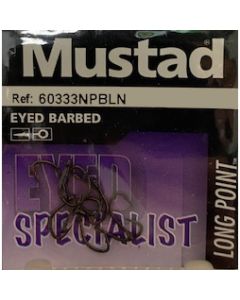 Mustad
Ref: 60333NPBLN
EYED BARBED
EYED
SPECIALIST
LONG POINT